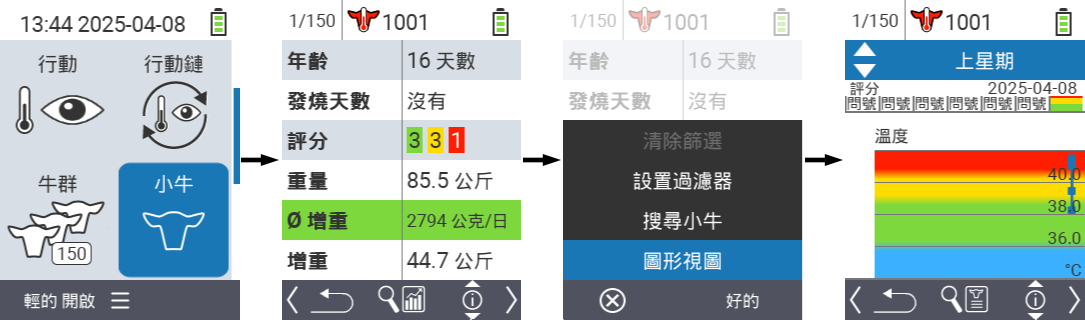 13:44 2025-04-08
行動
行動鏈
牛群
小牛
150
輕的 開啟
1/150
1001
年齡
16 天數
發燒天數
沒有
評分
3 3 1
重量
85.5 公斤
Ø 增重
2794 公克/日
增重
44.7 公斤
1/150
1001
年齡
16 天數
發燒天數
沒有
清除篩選
設置過濾器
搜尋小牛
圖形視圖
好的
1/150
1001
上星期
評分
2025-04-08
問號 問號 問號 問號 問號 問號
溫度
40.0
38.0
36.0
°C